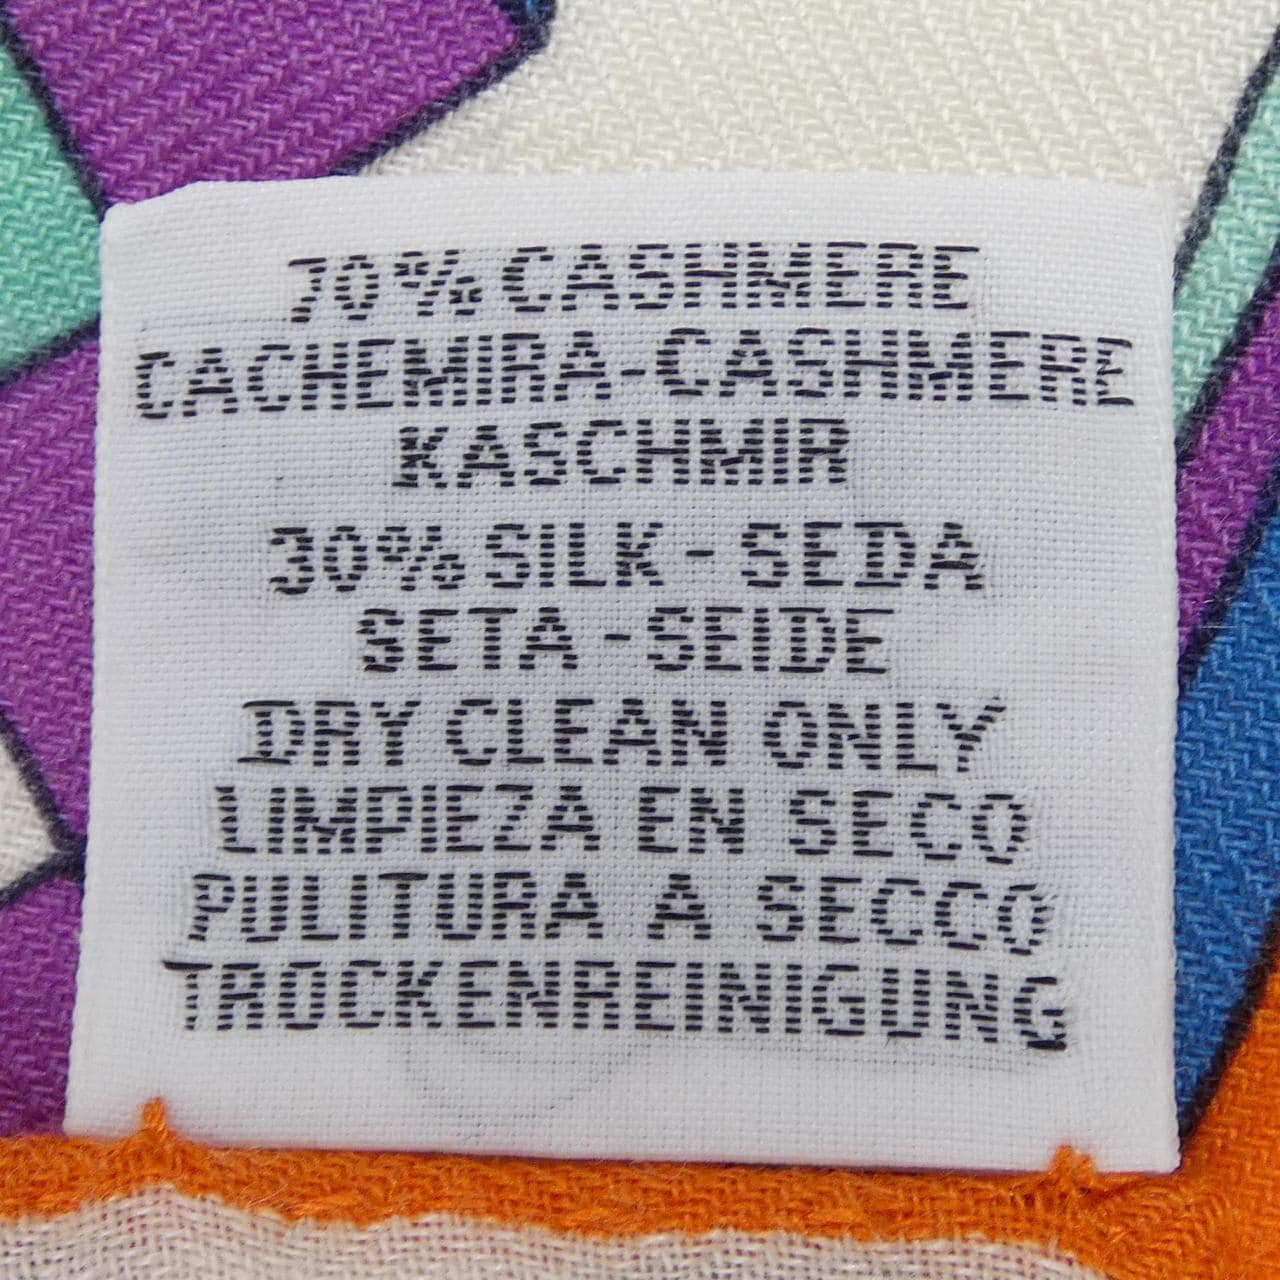 70% CASHMERE
CACHEMIRA-CASHMERE
KASCHMIR
30% SILK - SEDA
SETA - SEIDE
DRY CLEAN ONLY
LIMPIEZA EN SECO
PULITURA A SECCO
TROCKENREINIGUNG